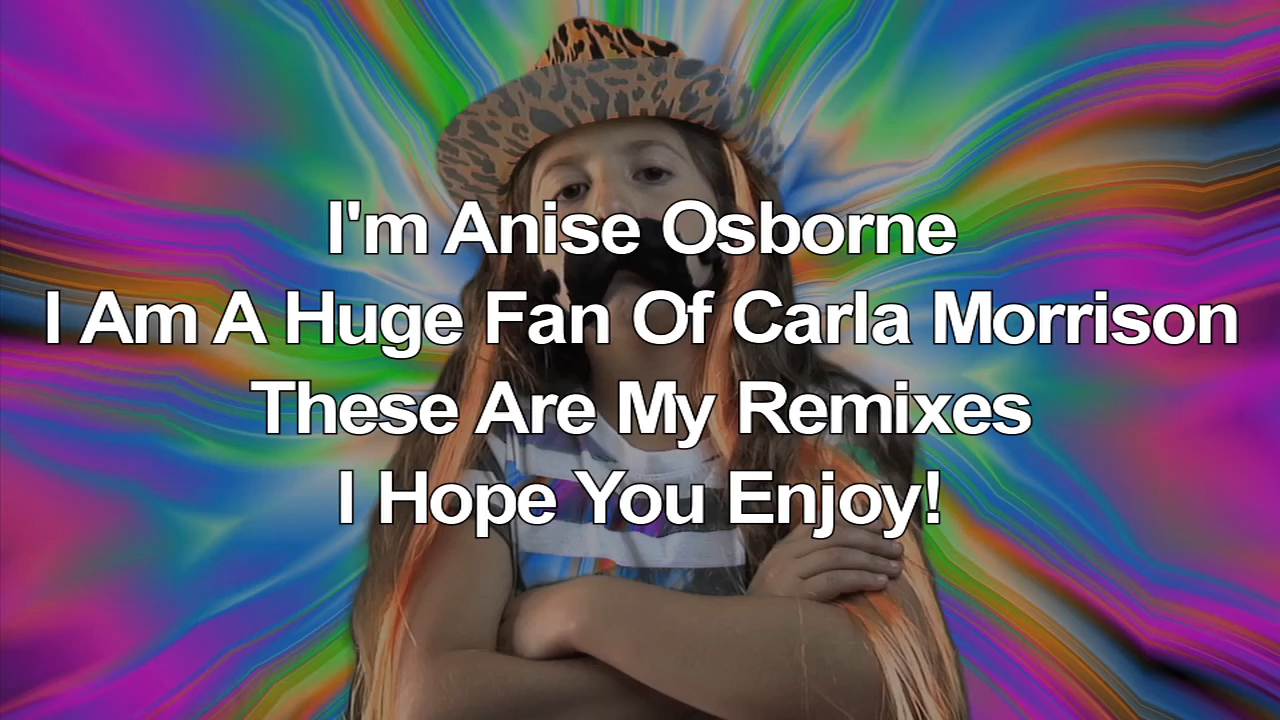 I'm Anise Osborne
I Am A Huge Fan Of Carla Morrison
These Are My Remixes
I Hope You Enjoy!